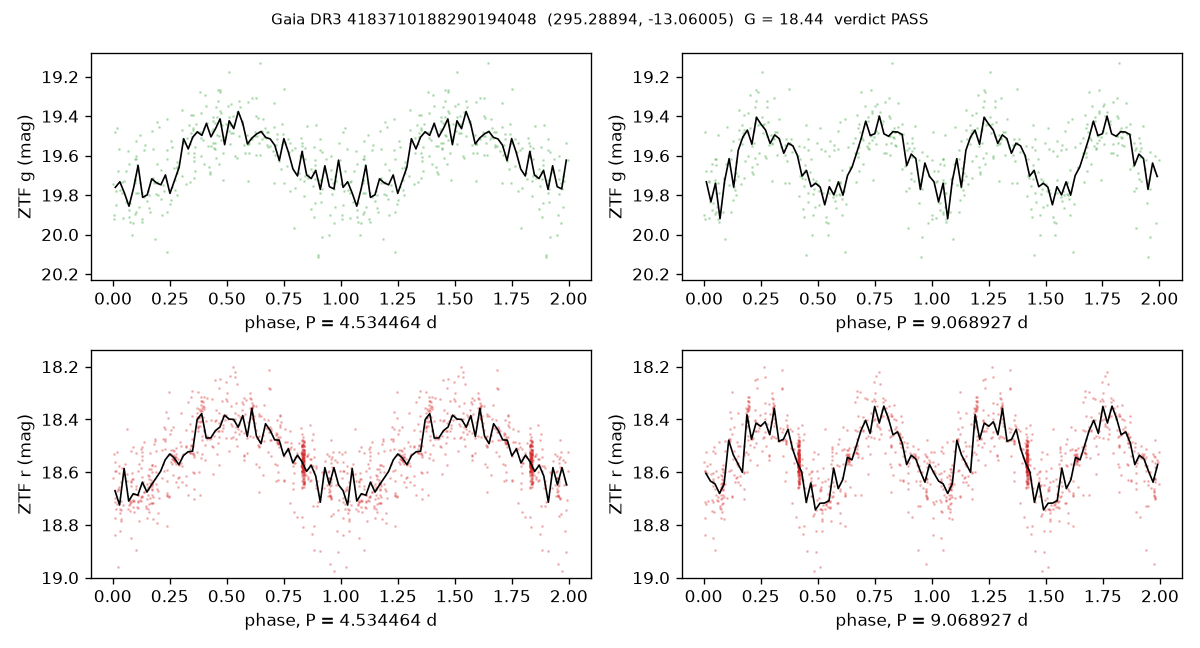 Gaia DR3 4183710188290194048  (295.28894, -13.06005)  G = 18.44  verdict PASS
ZTF g (mag)
19.2
19.4
19.6
19.8
20.0
20.2
0.00 0.25 0.50 0.75 1.00 1.25 1.50 1.75 2.00
phase, P = 4.534464 d
ZTF g (mag)
19.2
19.4
19.6
19.8
20.0
20.2
0.00 0.25 0.50 0.75 1.00 1.25 1.50 1.75 2.00
phase, P = 9.068927 d
ZTF r (mag)
18.2
18.4
18.6
18.8
19.0
0.00 0.25 0.50 0.75 1.00 1.25 1.50 1.75 2.00
phase, P = 4.534464 d
ZTF r (mag)
18.2
18.4
18.6
18.8
19.0
0.00 0.25 0.50 0.75 1.00 1.25 1.50 1.75 2.00
phase, P = 9.068927 d